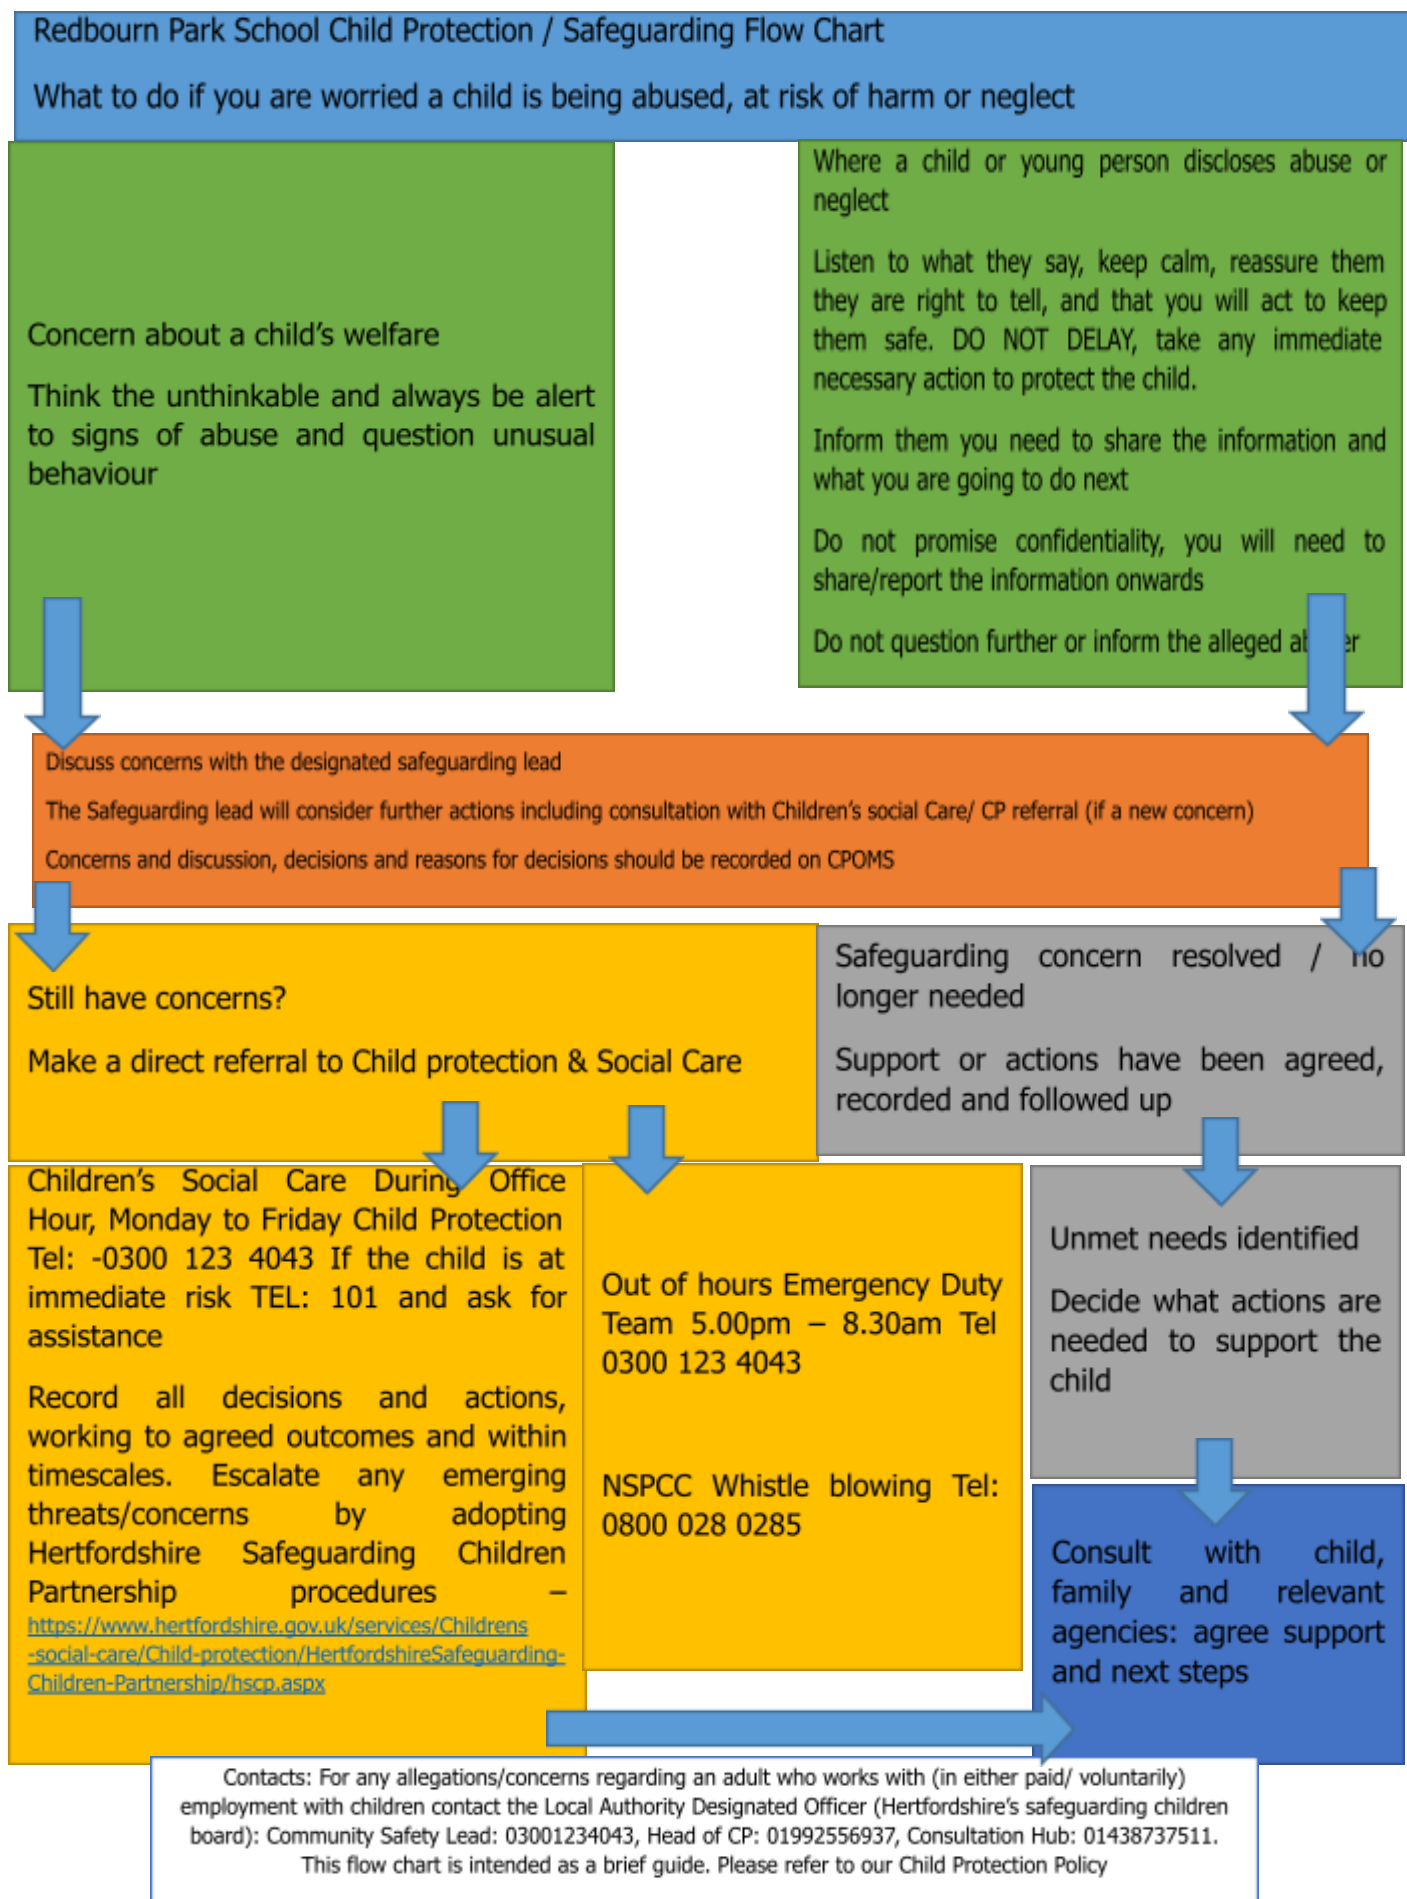 Redbourn Park School Child Protection / Safeguarding Flow Chart
What to do if you are worried a child is being abused, at risk of harm or neglect
Concern about a child's welfare
Think the unthinkable and always be alert
to signs of abuse and question unusual
behaviour
Where a child or young person discloses abuse or
neglect
Listen to what they say, keep calm, reassure them
they are right to tell, and that you will act to keep
them safe. DO NOT DELAY, take any immediate
necessary action to protect the child.
Inform them you need to share the information and
what you are going to do next
Do not promise confidentiality, you will need to
share/report the information onwards
Do not question further or inform the alleged
Discuss concerns with the designated safeguarding lead
The Safeguarding lead will consider further actions including consultation with Children's social Care/ CP referral (if a new concern)
Concerns and discussion, decisions and reasons for decisions should be recorded on CPOMS
Still have concerns?
Make a direct referral to Child protection & Social Care
Safeguarding concern resolved / no
longer needed
Support or actions have been agreed,
recorded and followed up
Children's Social Care During Office
Hour, Monday to Friday Child Protection
Tel: -0300 123 4043 If the child is at
immediate risk TEL: 101 and ask for
assistance
Record all decisions and actions,
working to agreed outcomes and within
timescales. Escalate any emerging
threats/concerns by adopting
Hertfordshire Safeguarding Children
Partnership procedures –
https://www.hertfordshire.gov.uk/services/Childrens
-social-care/Child-protection/HertfordshireSafeguarding-
Children-Partnership/hscp.aspx
Out of hours Emergency Duty
Team 5.00pm – 8.30am Tel
0300 123 4043
NSPCC Whistle blowing Tel:
0800 028 0285
Unmet needs identified
Decide what actions are
needed to support the
child
Consult with child,
family and relevant
agencies: agree support
and next steps
Contacts: For any allegations/concerns regarding an adult who works with (in either paid/ voluntarily)
employment with children contact the Local Authority Designated Officer (Hertfordshire's safeguarding children
board): Community Safety Lead: 03001234043, Head of CP: 01992556937, Consultation Hub: 01438737511.
This flow chart is intended as a brief guide. Please refer to our Child Protection Policy